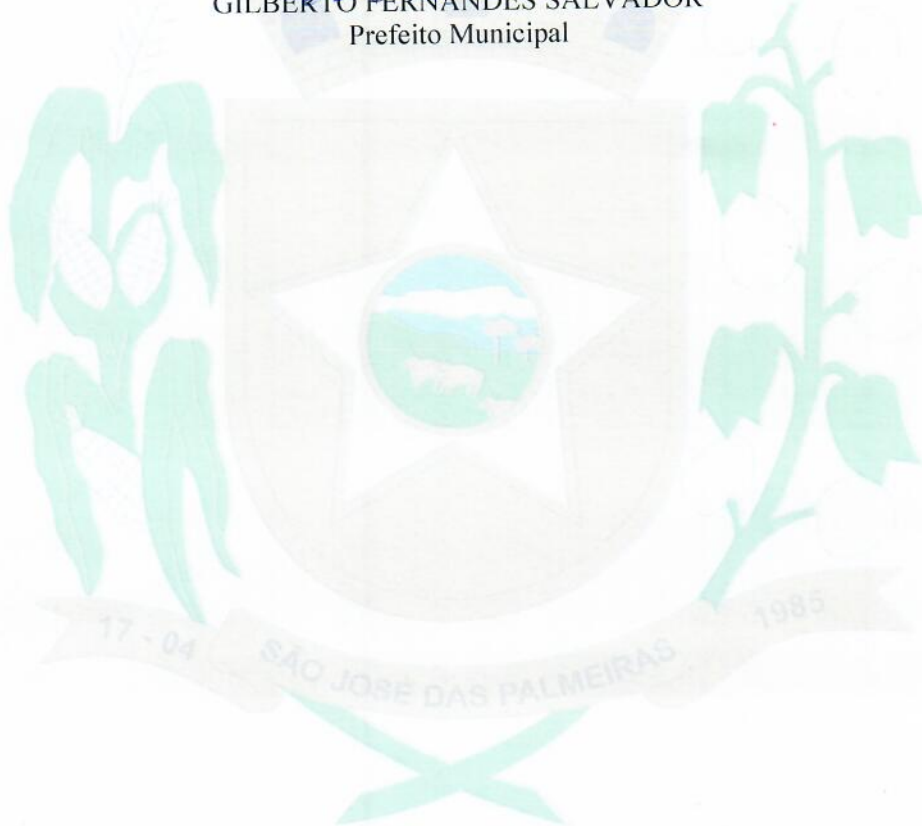 GILBERTO FERNANDES SALVADOR
Prefeito Municipal
17 - 04 SÃO JOSÉ DAS PALMEIRAS 1985